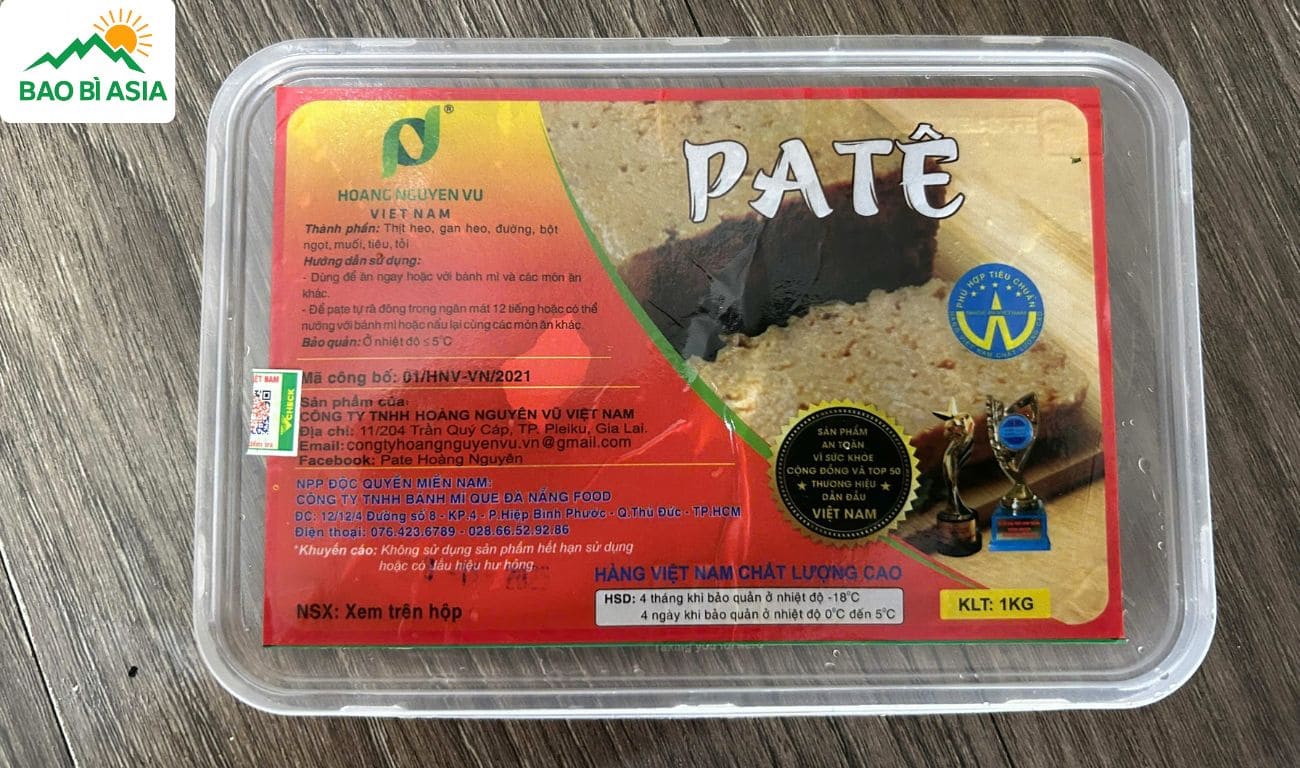 BAO BÌ ASIA
®
HOANG NGUYEN VU
VIET NAM
PATÊ
Thành phần: Thịt heo, gan heo, đường, bột
ngọt, muối, tiêu, tỏi
Hướng dẫn sử dụng:
- Dùng để ăn ngay hoặc với bánh mì và các món ăn
khác.
- Để pate tự rã đông trong ngăn mát 12 tiếng hoặc có thể
nướng với bánh mì hoặc nấu lại cùng các món ăn khác.
Bảo quản: Ở nhiệt độ ≤ 5°C
Mã công bố: 01/HNV-VN/2021
Sản phẩm của:
CÔNG TY TNHH HOÀNG NGUYÊN VŨ VIỆT NAM
Địa chỉ: 11/204 Trần Quý Cáp, TP. Pleiku, Gia Lai.
Email: congtyhoangnguyenvu.vn@gmail.com
Facebook: Pate Hoàng Nguyên
NPP ĐỘC QUYỀN MIỀN NAM:
CÔNG TY TNHH BÁNH MÌ QUE ĐÀ NẴNG FOOD
ĐC: 12/12/4 Đường số 8 - KP.4 - P.Hiệp Bình Phước - Q.Thủ Đức - TP.HCM
Điện thoại: 076.423.6789 - 028.66.52.92.86
*Khuyến cáo: Không sử dụng sản phẩm hết hạn sử dụng
hoặc có dấu hiệu hư hỏng.
NSX: Xem trên hộp
PHÙ HỢP TIÊU CHUẨN
HÀNG VIỆT NAM CHẤT LƯỢNG CAO
SẢN PHẨM
AN TOÀN
VÌ SỨC KHỎE
CỘNG ĐỒNG VÀ TOP 50
THƯƠNG HIỆU
DẪN ĐẦU
VIỆT NAM
HÀNG VIỆT NAM CHẤT LƯỢNG CAO
HSD: 4 tháng khi bảo quản ở nhiệt độ -18°C
4 ngày khi bảo quản ở nhiệt độ 0°C đến 5°C
KLT: 1KG
VCHECK